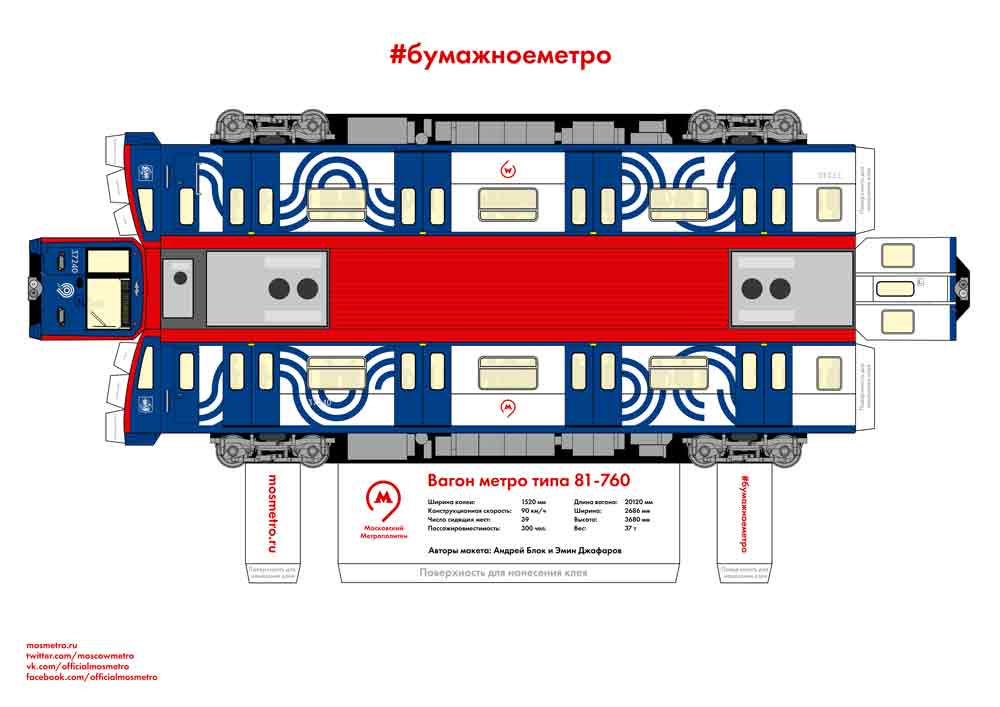 #бумажноеметро
Поверхность для
нанесения клея
37240
37240
37240
Поверхность для
нанесения клея
mosmetro.ru
Поверхность для
нанесения клея
Московский
Метрополитен
Вагон метро типа 81-760
Ширина колеи: 1520 мм Длина вагона: 20120 мм
Конструкционная скорость: 90 км/ч Ширина: 2686 мм
Число сидящих мест: 39 Высота: 3680 мм
Пассажировместимость: 300 чел. Вес: 37 т
Авторы макета: Андрей Блок и Эмин Джафаров
Поверхность для нанесения клея
#бумажноеметро
Поверхность для
нанесения клея
mosmetro.ru
twitter.com/moscowmetro
vk.com/officialmosmetro
facebook.com/officialmosmetro